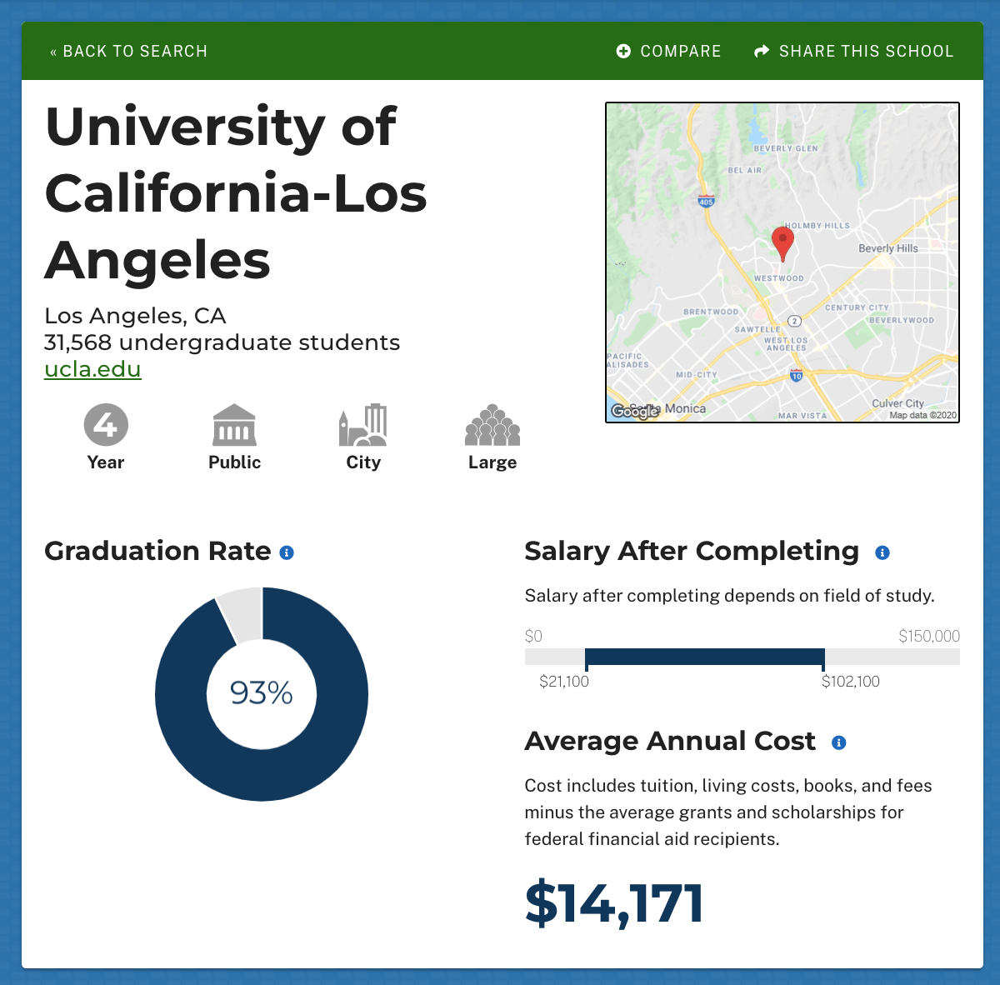 « BACK TO SEARCH
COMPARE
SHARE THIS SCHOOL
University of
California-Los
Angeles
Los Angeles, CA
31,568 undergraduate students
ucla.edu
4
Year
Public
City
Large
BEVERLY GLEN
BEL AIR
405
HOLMBY HILLS
Beverly Hills
WESTWOOD
BRENTWOOD
CENTURY CITY
2
BEVERLYWOOD
SAWTELLE
WEST LOS
ANGELES
PACIFIC
ALISADES
MID-CITY
10
Culver City
Google
Santa Monica
MAR VISTA
Map data ©2020
Graduation Rate
93%
Salary After Completing
Salary after completing depends on field of study.
$0
$150,000
$21,100
$102,100
Average Annual Cost
Cost includes tuition, living costs, books, and fees
minus the average grants and scholarships for
federal financial aid recipients.
$14,171